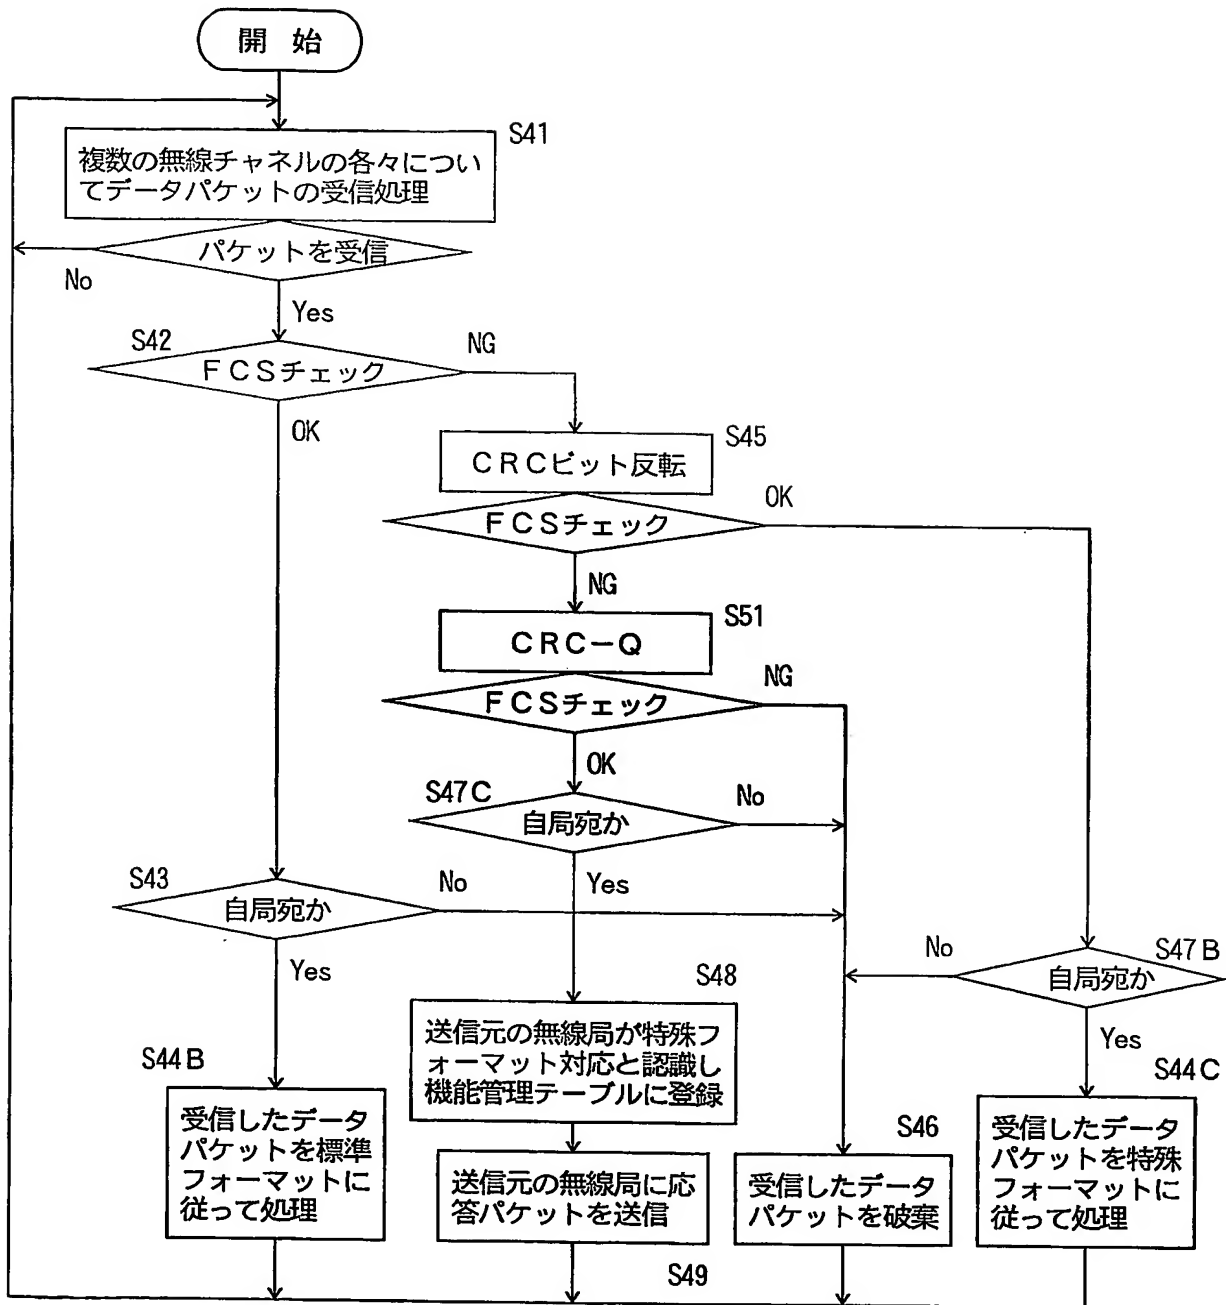 開 始
S41
複数の無線チャネルの各々につい
てデータパケットの受信処理
パケットを受信
No
Yes
S42
FCSチェック
NG
OK
S45
CRCビット反転
FCSチェック
OK
NG
S51
CRC-Q
FCSチェック
NG
OK
S47C
自局宛か
No
Yes
S43
自局宛か
No
Yes
S47B
自局宛か
No
Yes
S48
送信元の無線局が特殊フ
ォーマット対応と認識し
機能管理テーブルに登録
S44B
受信したデータ
パケットを標準
フォーマットに
従って処理
送信元の無線局に応
答パケットを送信
S49
S46
受信したデータ
パケットを破棄
S44C
受信したデータ
パケットを特殊
フォーマットに
従って処理